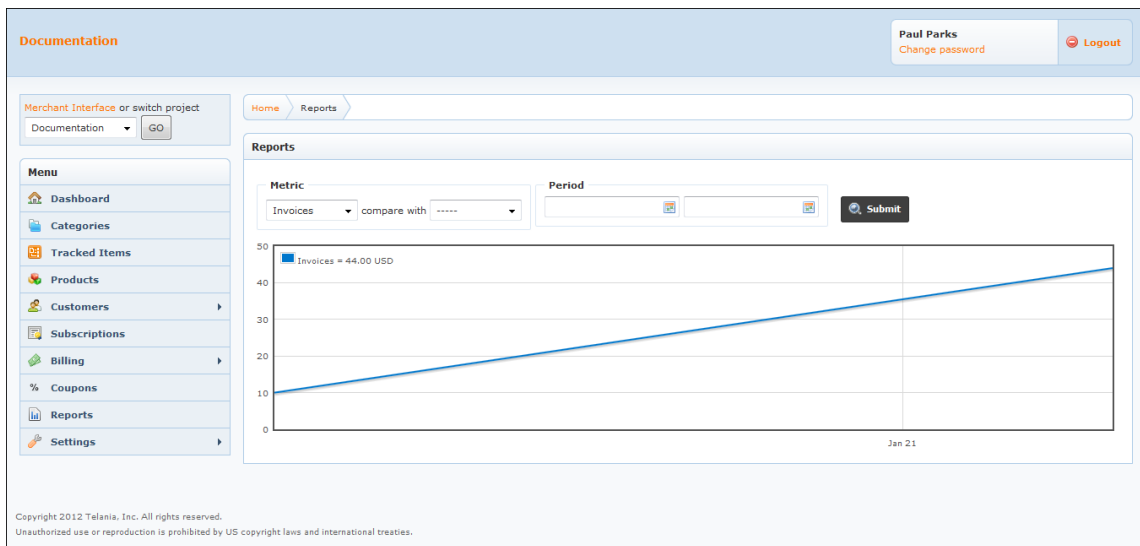 Documentation
Paul Parks
Change password
Logout
Merchant Interface or switch project
Documentation GO
Home Reports
Menu
Dashboard
Categories
Tracked Items
Products
Customers
Subscriptions
Billing
% Coupons
Reports
Settings
Reports
Metric
Invoices compare with -----
Period
Submit
Invoices = 44.00 USD
50
40
30
20
10
0
Jan 21
Copyright 2012 Telania, Inc. All rights reserved.
Unauthorized use or reproduction is prohibited by US copyright laws and international treaties.